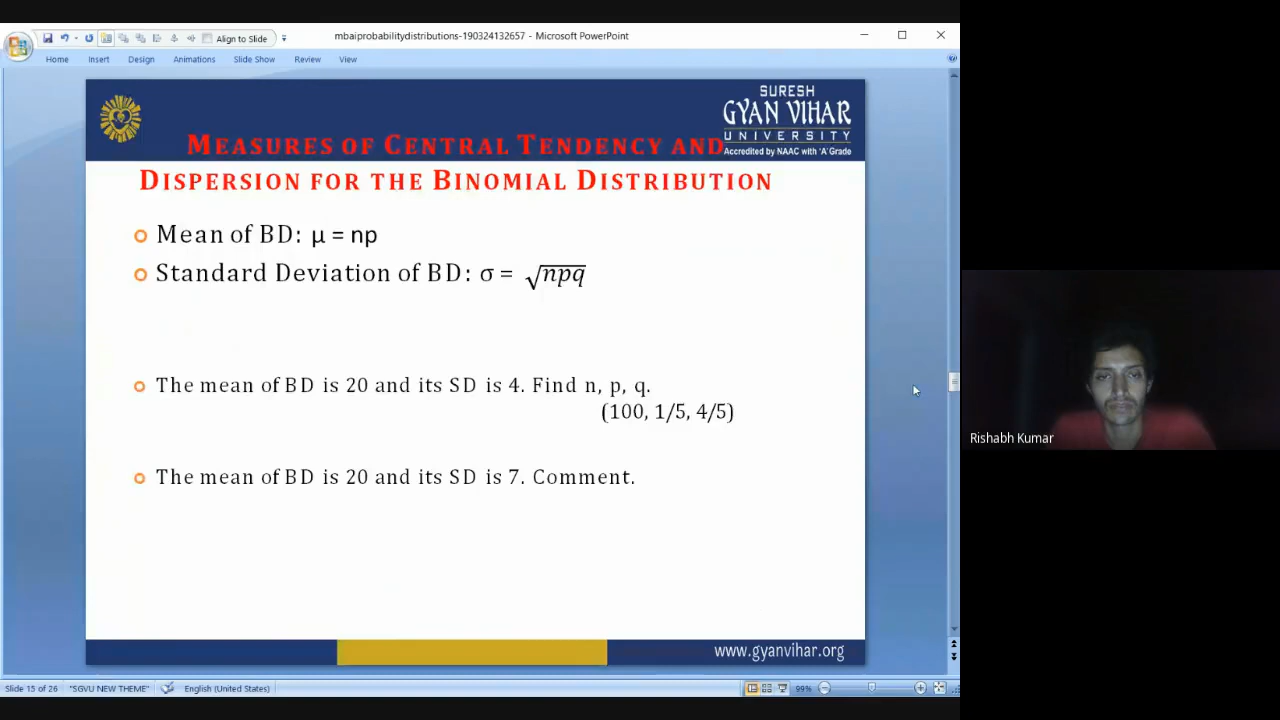 mbaiprobabilitydistributions-190324132657 - Microsoft PowerPoint
Align to Slide
Home Insert Design Animations Slide Show Review View
SURESH
GYAN VIHAR
UNIVERSITY
Accredited by NAAC with 'A' Grade
MEASURES OF CENTRAL TENDENCY AND
DISPERSION FOR THE BINOMIAL DISTRIBUTION
Mean of BD: μ = np
Standard Deviation of BD: σ = √npq
The mean of BD is 20 and its SD is 4. Find n, p, q.
(100, 1/5, 4/5)
The mean of BD is 20 and its SD is 7. Comment.
www.gyanvihar.org
Slide 15 of 26 "SGVU NEW THEME" English (United States) 99%
Rishabh Kumar